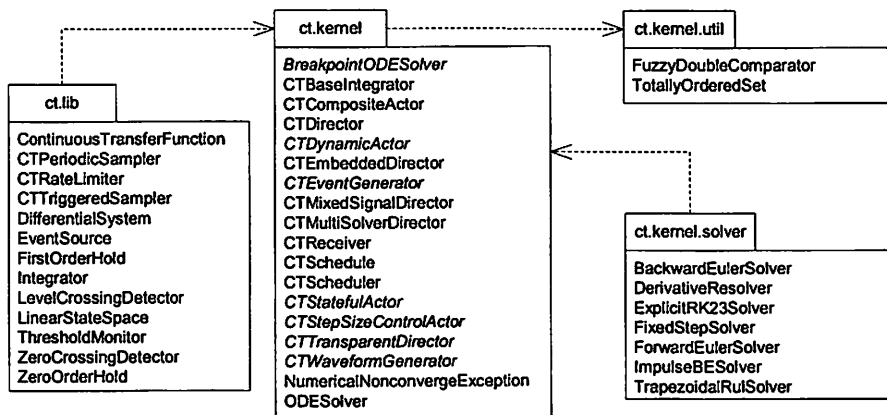 ct.lib
ContinuousTransferFunction
CTPeriodicSampler
CTRateLimiter
CTTriggeredSampler
DifferentialSystem
EventSource
FirstOrderHold
Integrator
LevelCrossingDetector
LinearStateSpace
ThresholdMonitor
ZeroCrossingDetector
ZeroOrderHold
ct.kernel
BreakpointODESolver
CTBaseIntegrator
CTCompositeActor
CTDirector
CTDynamicActor
CTEmbeddedDirector
CTEventGenerator
CTMixedSignalDirector
CTMultiSolverDirector
CTReceiver
CTSchedule
CTScheduler
CTStatefulActor
CTStepSizeControlActor
CTTransparentDirector
CTWaveformGenerator
NumericalNonconvergeException
ODESolver
ct.kernel.util
FuzzyDoubleComparator
TotallyOrderedSet
ct.kernel.solver
BackwardEulerSolver
DerivativeResolver
ExplicitRK23Solver
FixedStepSolver
ForwardEulerSolver
ImpulseBESolver
TrapezoidalRulSolver